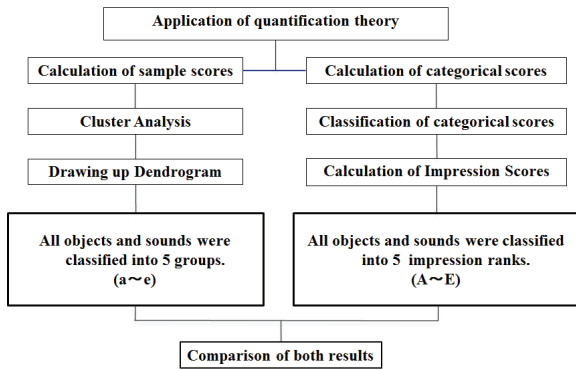 Application of quantification theory
Calculation of sample scores
Cluster Analysis
Drawing up Dendrogram
All objects and sounds were
classified into 5 groups.
(a～e)
Calculation of categorical scores
Classification of categorical scores
Calculation of Impression Scores
All objects and sounds were classified
into 5 impression ranks.
(A～E)
Comparison of both results